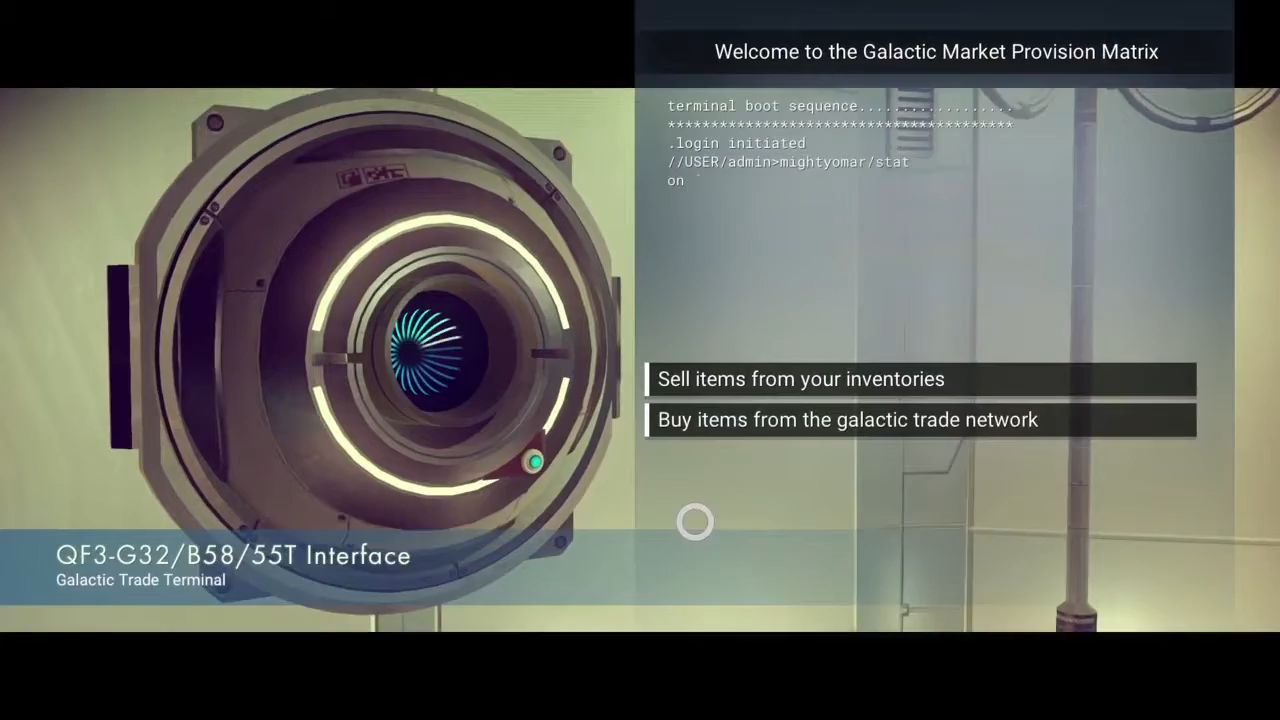 Welcome to the Galactic Market Provision Matrix
terminal boot sequence..................
****************************************
.login initiated
//USER/admin>mightyomar/stat
on `
Sell items from your inventories
Buy items from the galactic trade network
QF3-G32/B58/55T Interface
Galactic Trade Terminal